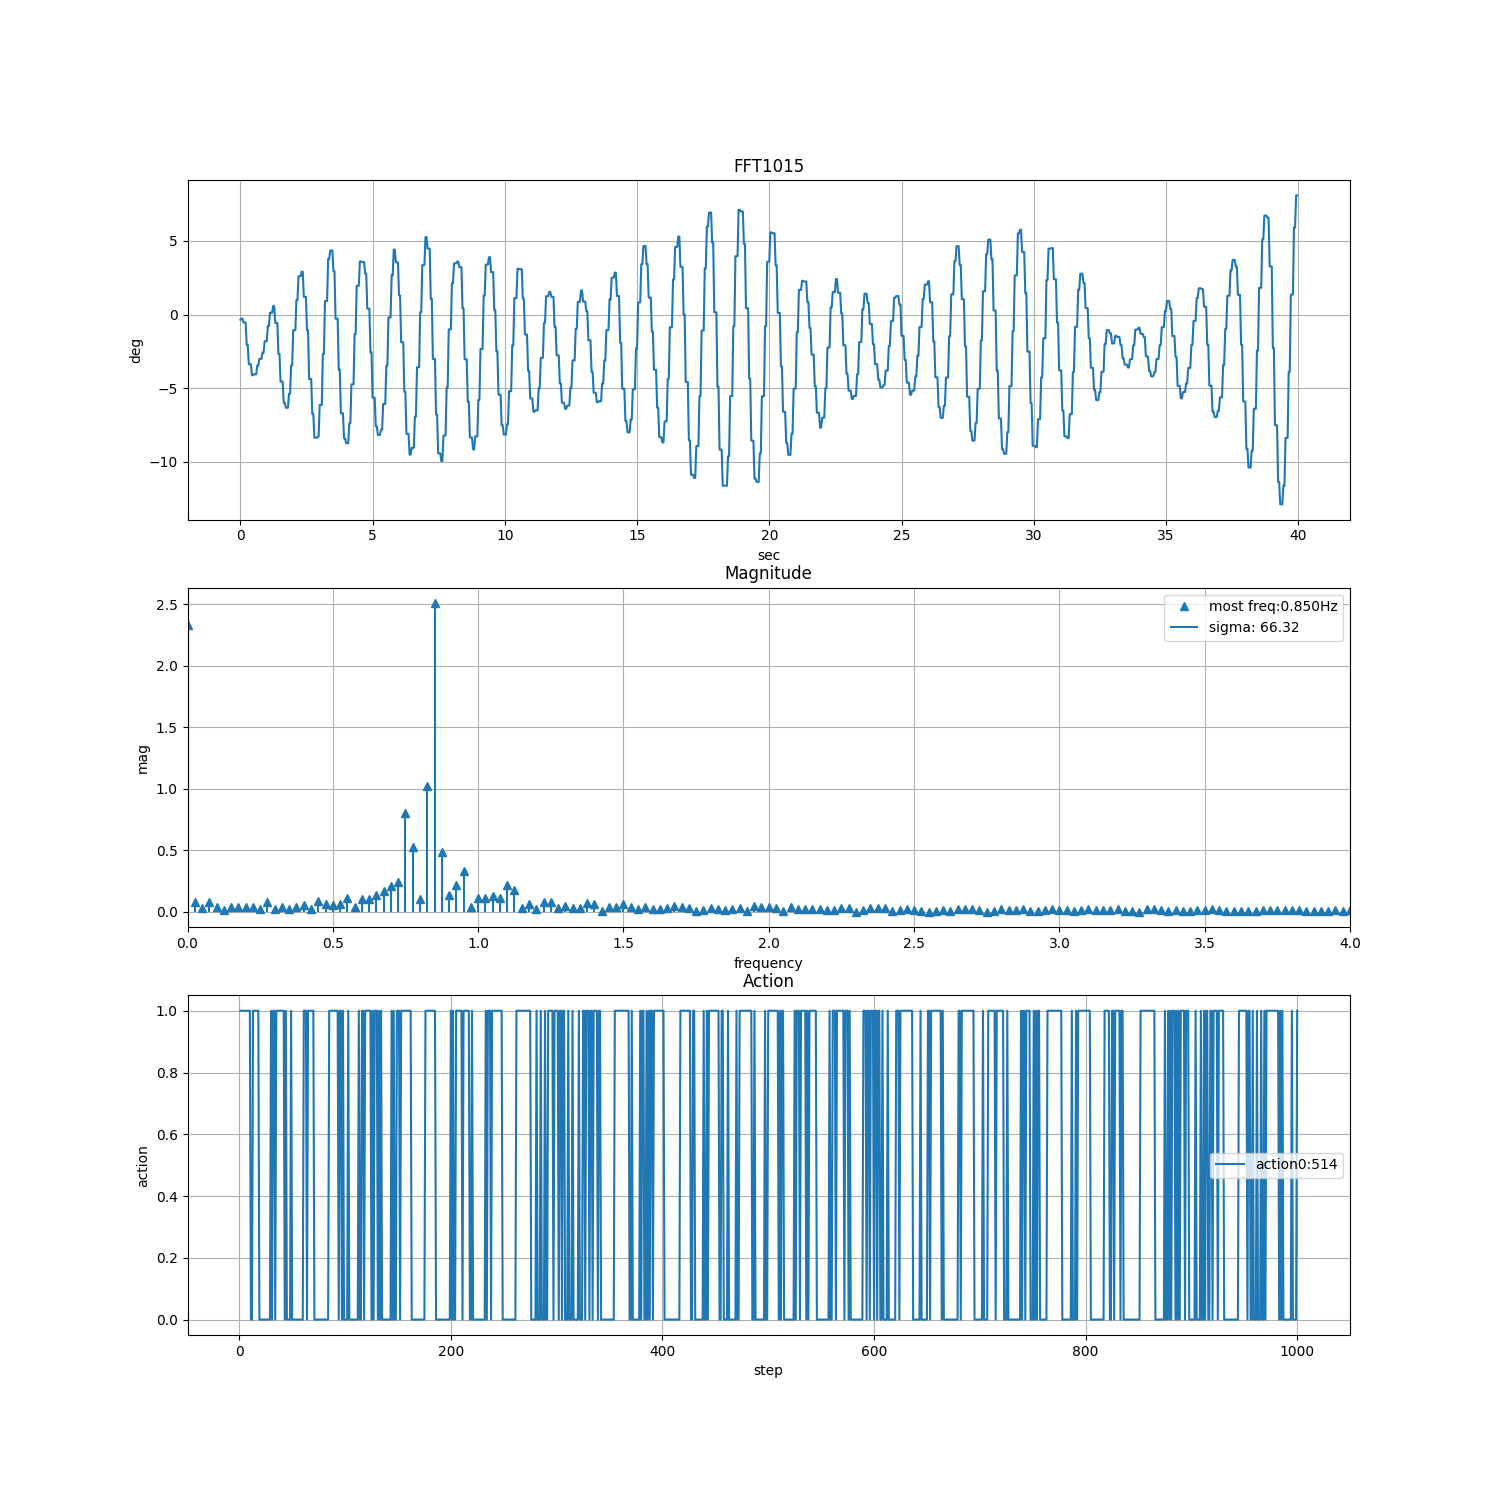 FFT1015
deg
5
0
−5
−10
0 5 10 15 20 25 30 35 40
sec
Magnitude
mag
2.5
2.0
1.5
1.0
0.5
0.0
most freq:0.850Hz
sigma: 66.32
0.0 0.5 1.0 1.5 2.0 2.5 3.0 3.5 4.0
frequency
Action
action
1.0
0.8
0.6
0.4
0.2
0.0
action0:514
0 200 400 600 800 1000
step